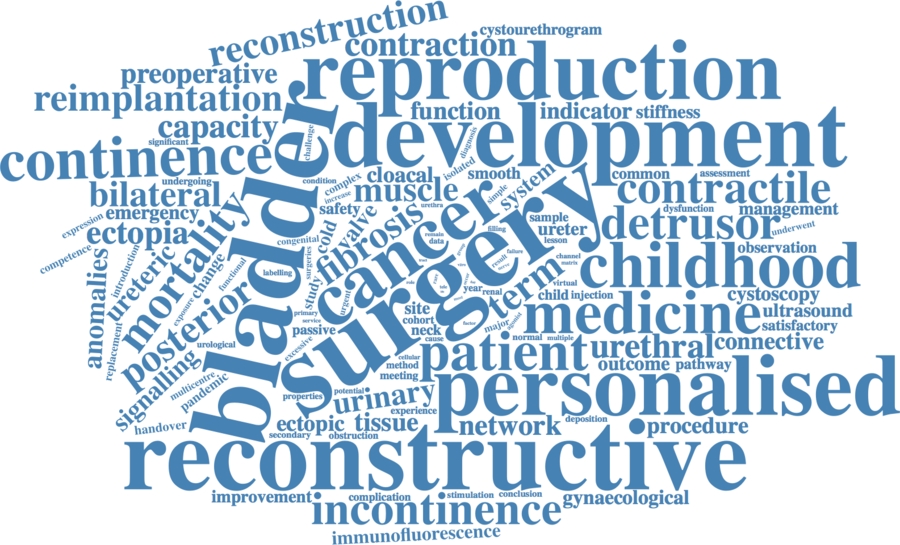 reconstruction
cystourethrogram
contraction
preoperative
reproduction
reimplantation
function
indicator
stiffness
capacity
challenge
development
significant
diagnosis
continence
isolated
cloacal
smooth
system
common
assessment
undergoing
condition
complex
simple
contractile
bilateral
increase
muscle
safety
urethra
dysfunction
management
emergency
expression
valve
sample
detrusor
ectopia
mortality
bladder
congenital
cold
fibrosis
remain
data
filling
ureter
lesson
underwent
competence
introduction
ureteric
change
functional
surgeries
cancer
surgery
observation
anomalies
exposure
labelling
study
result
failure
channel
matrix
childhood
replacement
posterior
urgent
year
renal
term
virtual
child
injection
cystoscopy
primary
service
site
cohort
medicine
ultrasound
satisfactory
urological
passive
neck
cause
factor
major
agonist
normal
multiple
urethral
connective
signalling
excessive
cellular
method
meeting
patient
outcome
pathway
multicentre
pandemic
properties
potential
urinary
experience
personalised
handover
ectopic
tissue
network
deposition
procedure
secondary
obstruction
reconstructive
improvement
complication
stimulation
conclusion
gynaecological
incontinence
immunofluorescence